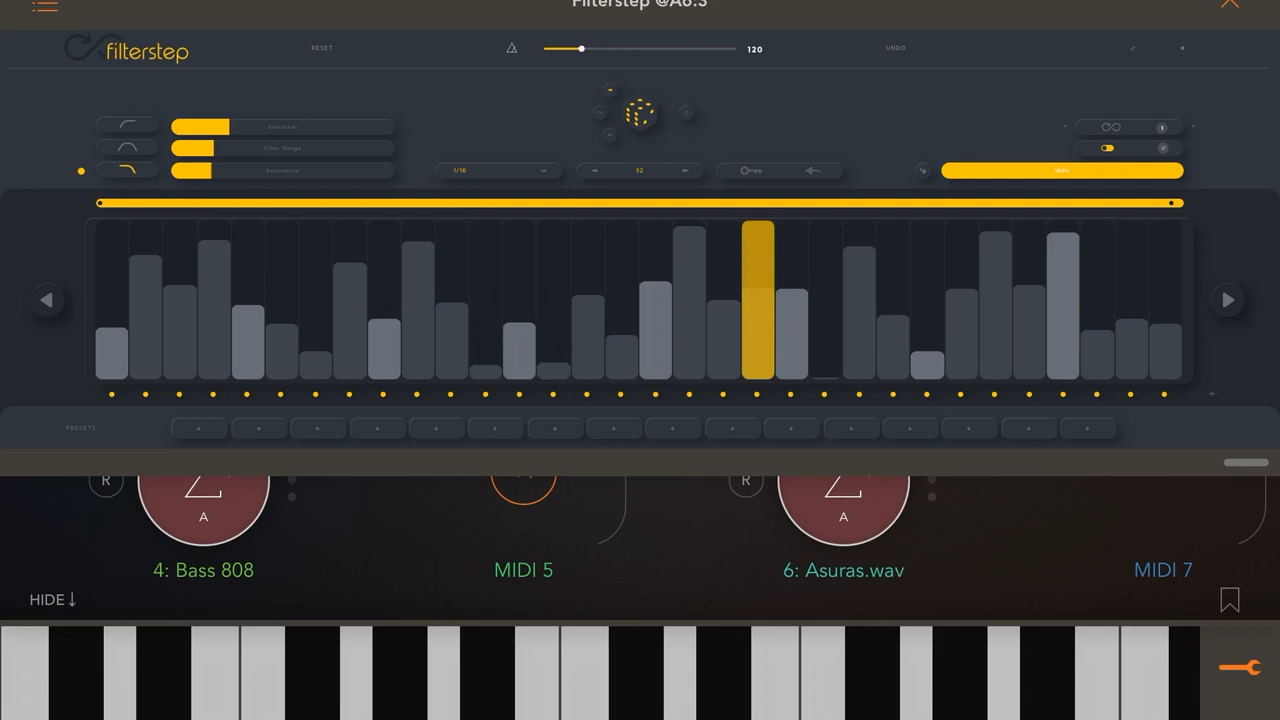 Filterstep @A6:3
filterstep
RESET
120
UNDO
Smoother
Filter Range
Resonance
1/16
32
100%
1
PRESETS
R
A
R
A
4: Bass 808
MIDI 5
6: Asuras.wav
MIDI 7
HIDE↓